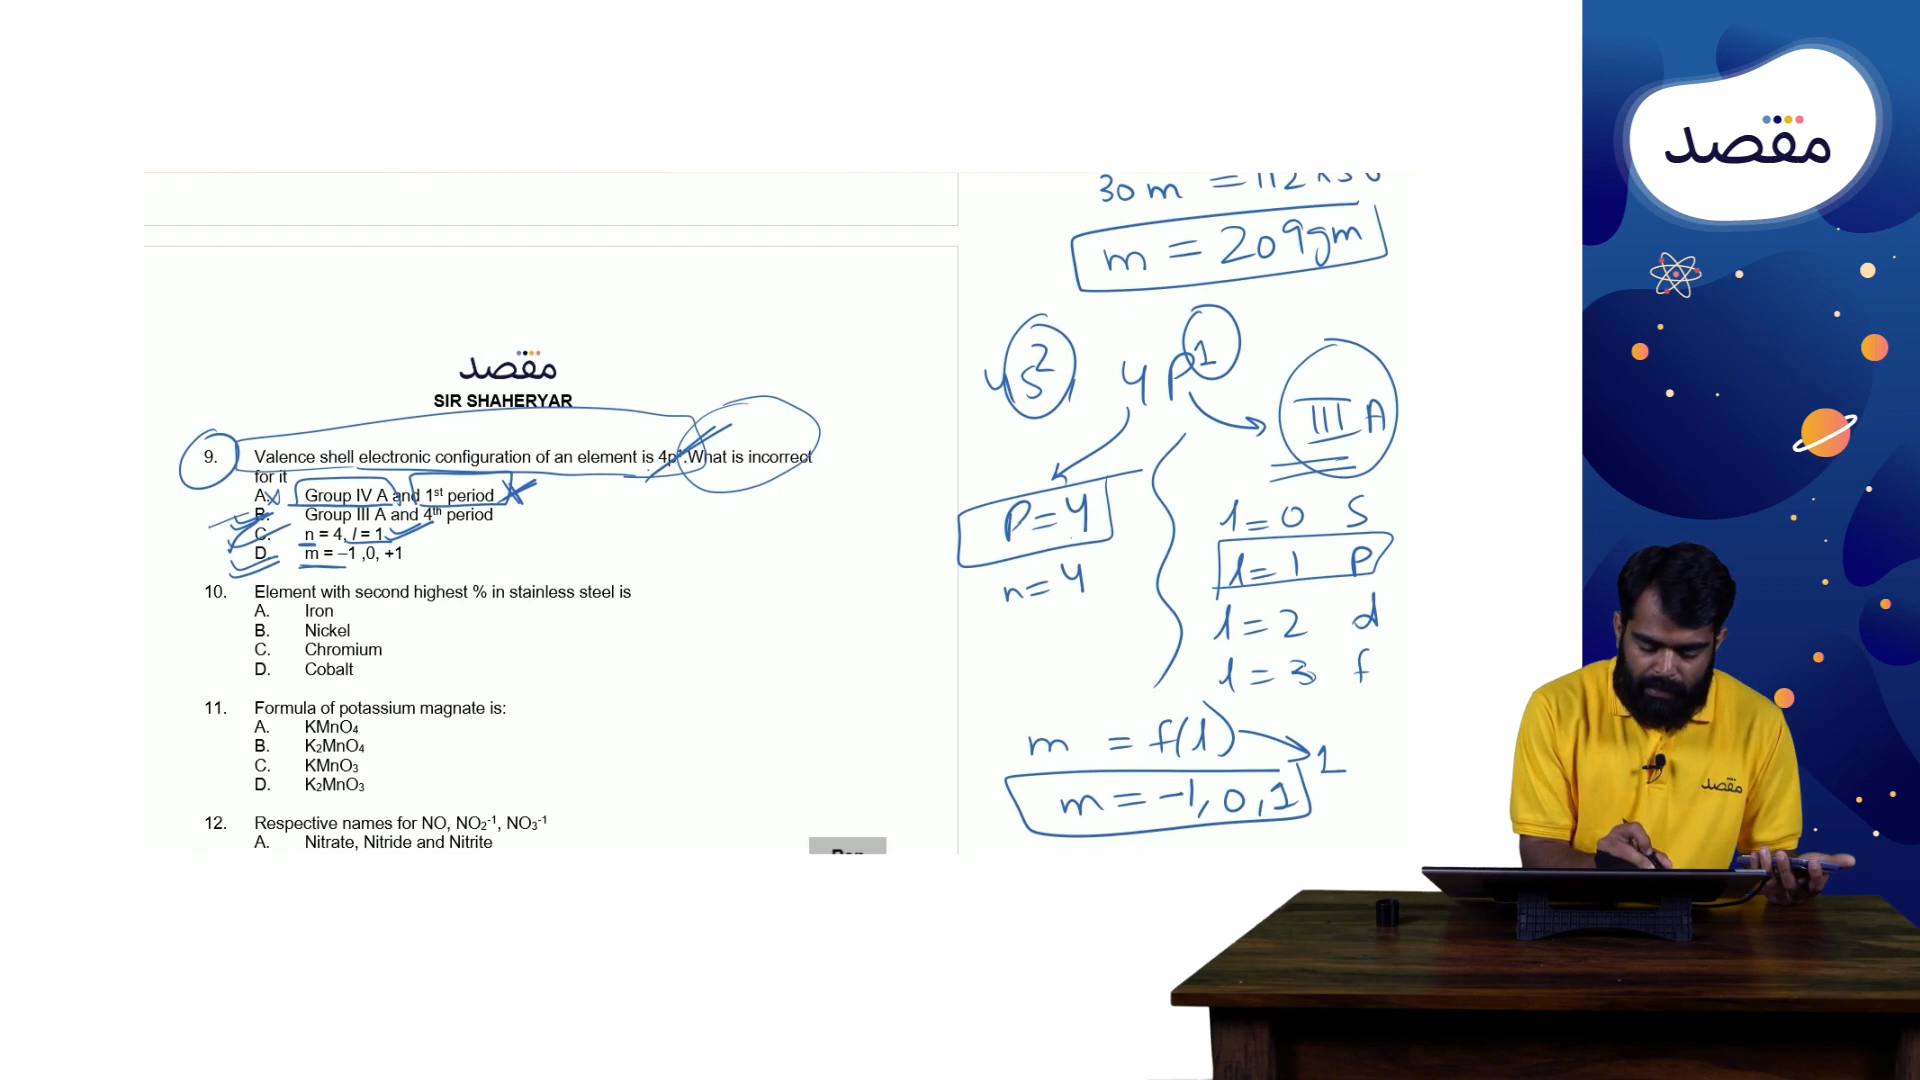 مقصد
30 m = 112 x 30
m = 209gm
مقصد
SIR SHAHERYAR
4s² 4p¹
III A
9. Valence shell electronic configuration of an element is 4p¹.What is incorrect
for it
A. Group IV A and 1st period
B. Group III A and 4th period
C. n = 4, l = 1
D. m = –1 ,0, +1
P=4
n=4
l=0 S
l=1 P
l=2 d
l=3 f
10. Element with second highest % in stainless steel is
A. Iron
B. Nickel
C. Chromium
D. Cobalt
11. Formula of potassium magnate is:
A. KMnO₄
B. K₂MnO₄
C. KMnO₃
D. K₂MnO₃
m = f(l) 1
m = -1, 0, 1
مقصد
12. Respective names for NO, NO₂⁻¹, NO₃⁻¹
A. Nitrate, Nitride and Nitrite